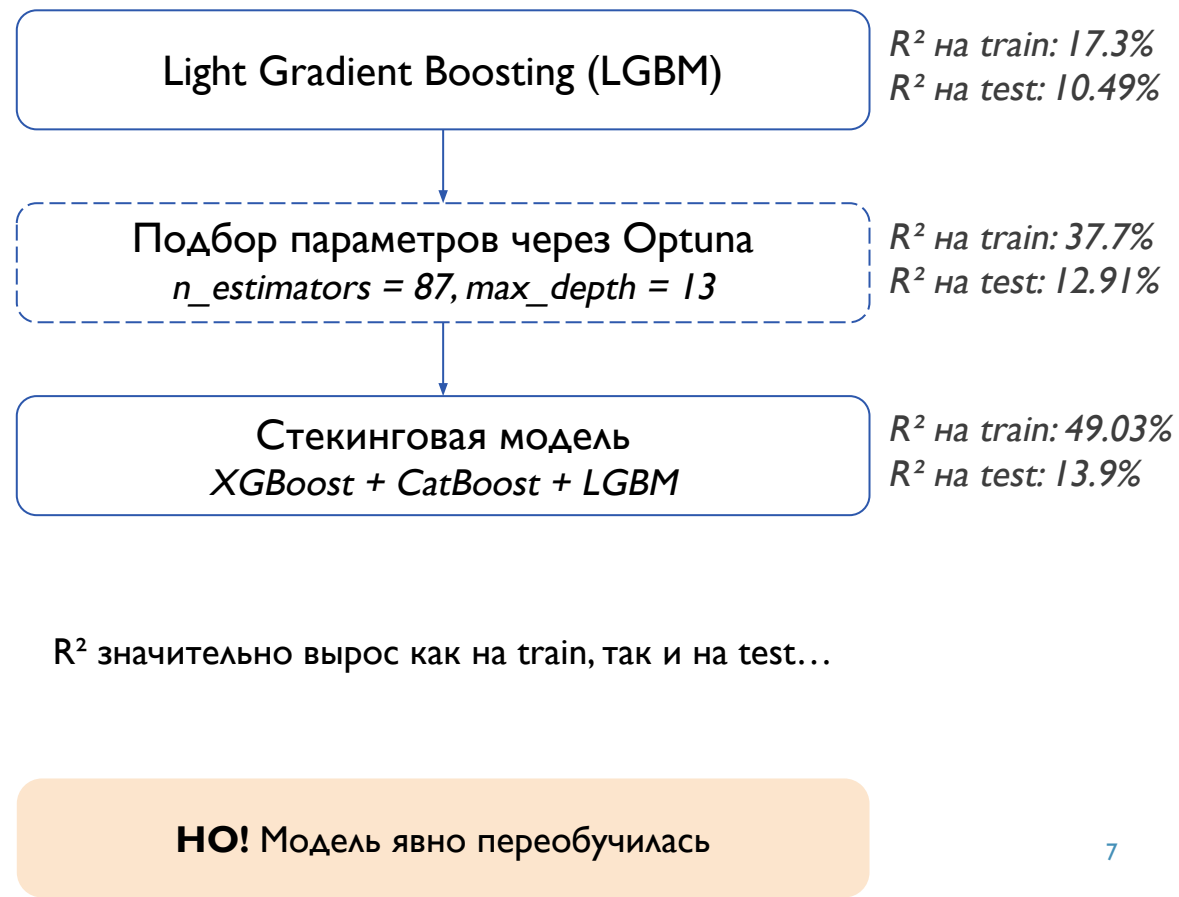 Light Gradient Boosting (LGBM)
R² на train: 17.3%
R² на test: 10.49%
Подбор параметров через Optuna
n_estimators = 87, max_depth = 13
R² на train: 37.7%
R² на test: 12.91%
Стекинговая модель
XGBoost + CatBoost + LGBM
R² на train: 49.03%
R² на test: 13.9%
R² значительно вырос как на train, так и на test…
НО! Модель явно переобучилась
7